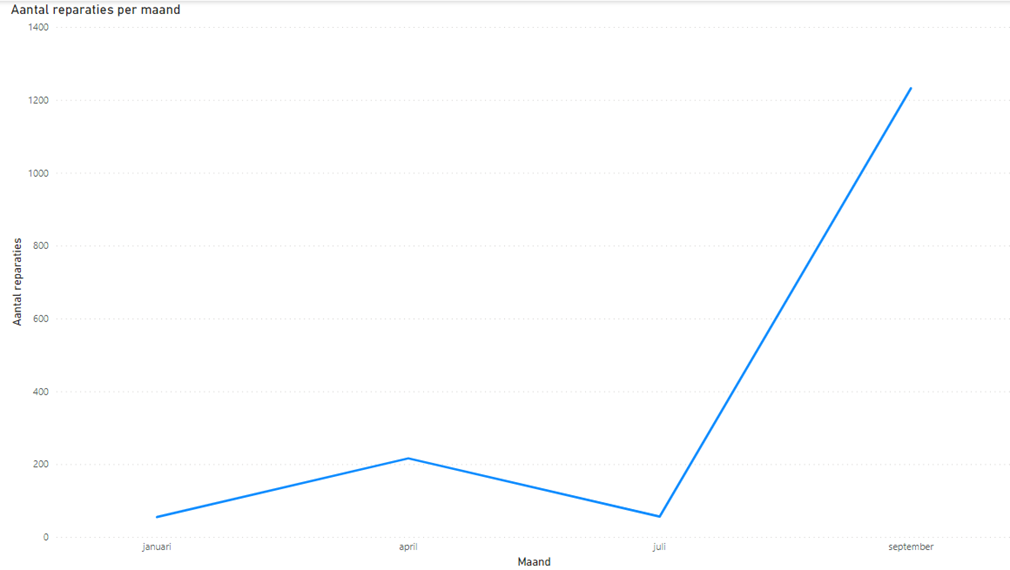 Aantal reparaties per maand
1400
1200
1000
800
600
400
200
0
Aantal reparaties
januari
april
juli
september
Maand